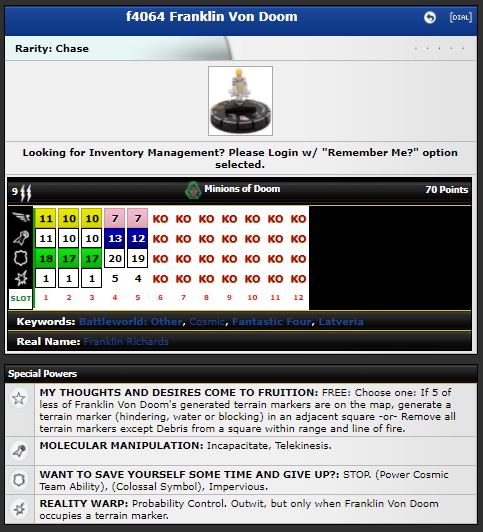 f4064 Franklin Von Doom
[DIAL]
Rarity: Chase
Looking for Inventory Management? Please Login w/ "Remember Me?" option
selected.
9 Minions of Doom 70 Points
11 10 10 7 7 KO KO KO KO KO KO KO
11 10 10 13 12 KO KO KO KO KO KO KO
18 17 17 20 19 KO KO KO KO KO KO KO
1 1 1 5 4 KO KO KO KO KO KO KO
SLOT 1 2 3 4 5 6 7 8 9 10 11 12
Keywords: Battleworld: Other, Cosmic, Fantastic Four, Latveria
Real Name: Franklin Richards
Special Powers
MY THOUGHTS AND DESIRES COME TO FRUITION: FREE: Choose one: If 5 of
less of Franklin Von Doom's generated terrain markers are on the map, generate a
terrain marker (hindering, water or blocking) in an adjacent square -or- Remove all
terrain markers except Debris from a square within range and line of fire.
MOLECULAR MANIPULATION: Incapacitate, Telekinesis.
WANT TO SAVE YOURSELF SOME TIME AND GIVE UP?: STOP. (Power Cosmic
Team Ability), (Colossal Symbol), Impervious.
REALITY WARP: Probability Control. Outwit, but only when Franklin Von Doom
occupies a terrain marker.